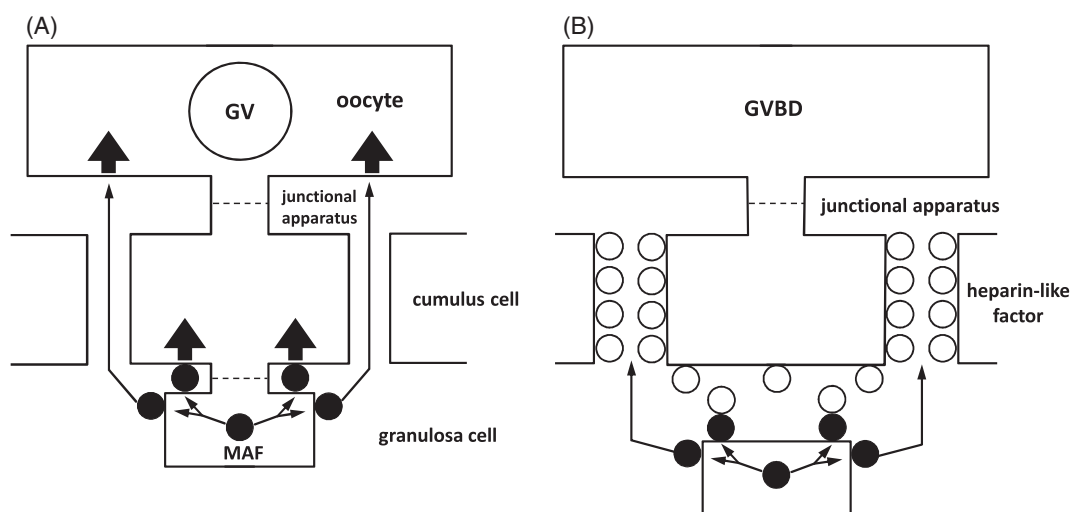 (A)
GV
oocyte
junctional
apparatus
cumulus cell
MAF
granulosa cell
(B)
GVBD
junctional apparatus
heparin-like
factor